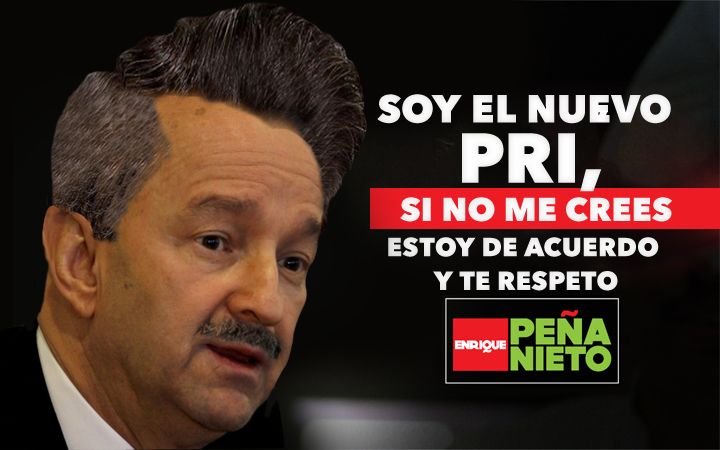 SOY EL NUEVO
PRI,
SI NO ME CREES
ESTOY DE ACUERDO
Y TE RESPETO
ENRIQUE
PEÑA
NIETO